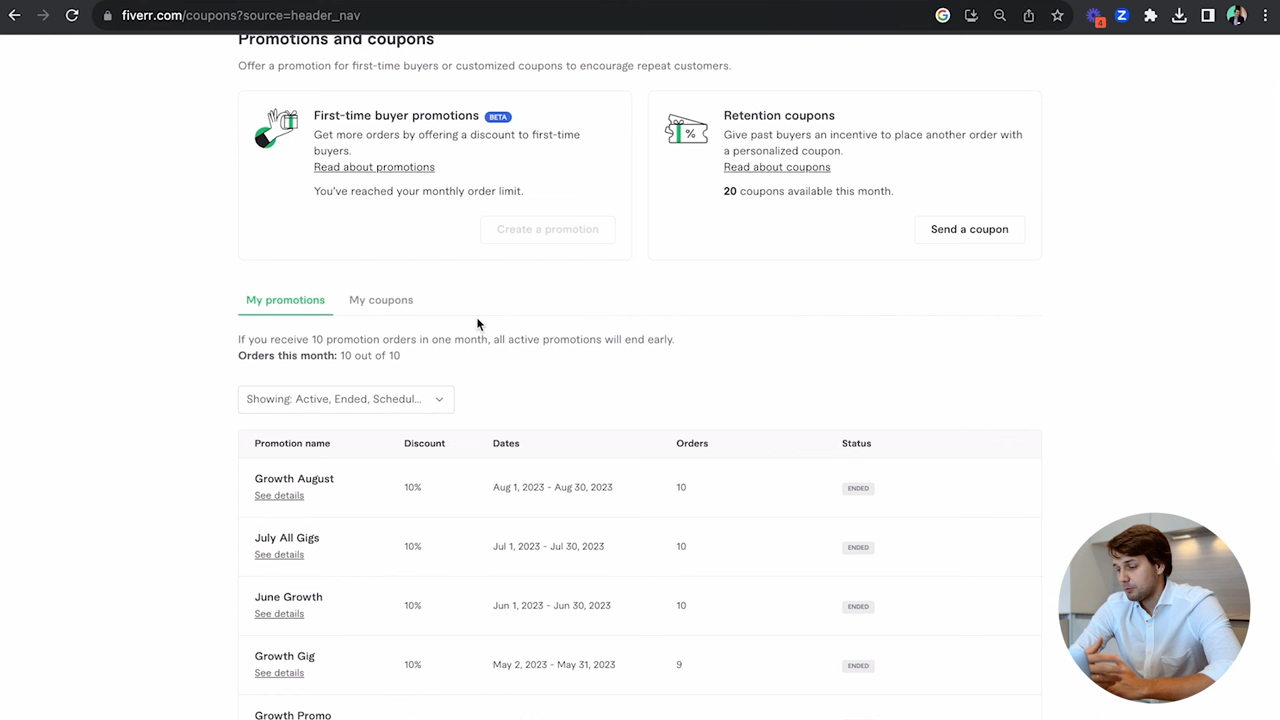 fiverr.com/coupons?source=header_nav
4
Z
Promotions and coupons
Offer a promotion for first-time buyers or customized coupons to encourage repeat customers.
First-time buyer promotions BETA
Get more orders by offering a discount to first-time
buyers.
Read about promotions
You've reached your monthly order limit.
Create a promotion
%
Retention coupons
Give past buyers an incentive to place another order with
a personalized coupon.
Read about coupons
20 coupons available this month.
Send a coupon
My promotions My coupons
If you receive 10 promotion orders in one month, all active promotions will end early.
Orders this month: 10 out of 10
Showing: Active, Ended, Schedul...
Promotion name Discount Dates Orders Status
Growth August
See details
10% Aug 1, 2023 - Aug 30, 2023 10 ENDED
July All Gigs
See details
10% Jul 1, 2023 - Jul 30, 2023 10 ENDED
June Growth
See details
10% Jun 1, 2023 - Jun 30, 2023 10 ENDED
Growth Gig
See details
10% May 2, 2023 - May 31, 2023 9 ENDED
Growth Promo